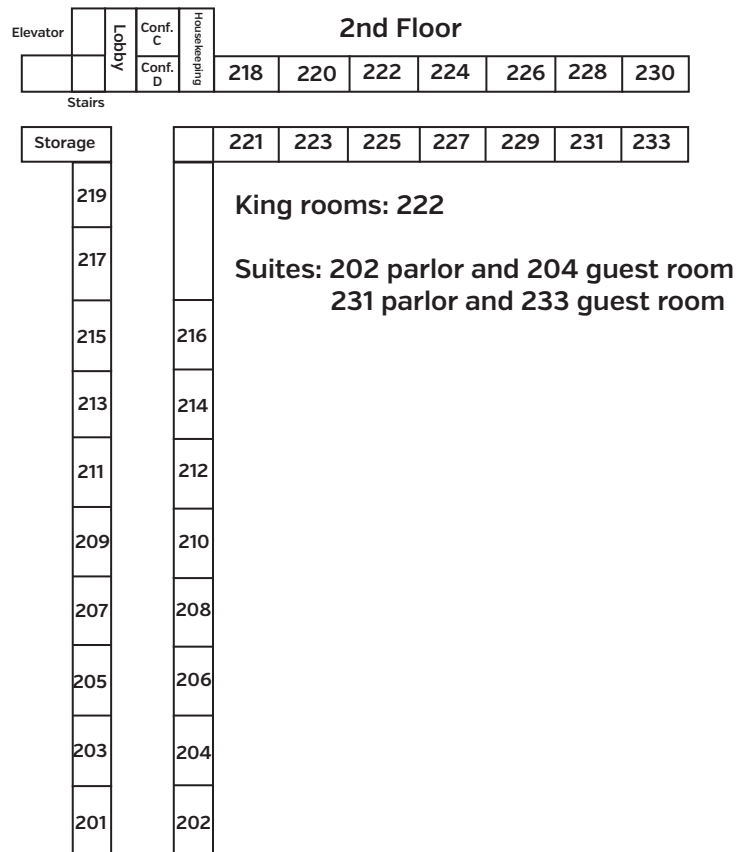 2nd Floor
Elevator
Lobby
Conf. C
Housekeeping
Conf. D
218 220 222 224 226 228 230
Stairs
Storage
221 223 225 227 229 231 233
219
King rooms: 222
217
Suites: 202 parlor and 204 guest room
231 parlor and 233 guest room
215 216
213 214
211 212
209 210
207 208
205 206
203 204
201 202